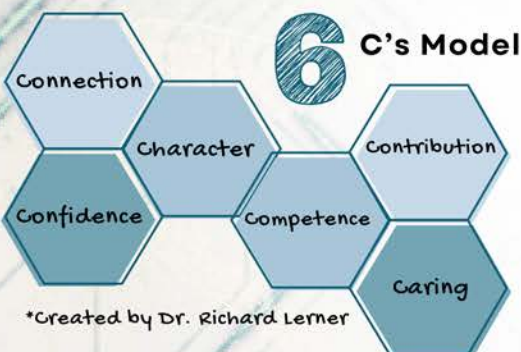 6 C's Model
Connection
Character
Contribution
Confidence
Competence
Caring
*Created by Dr. Richard Lerner